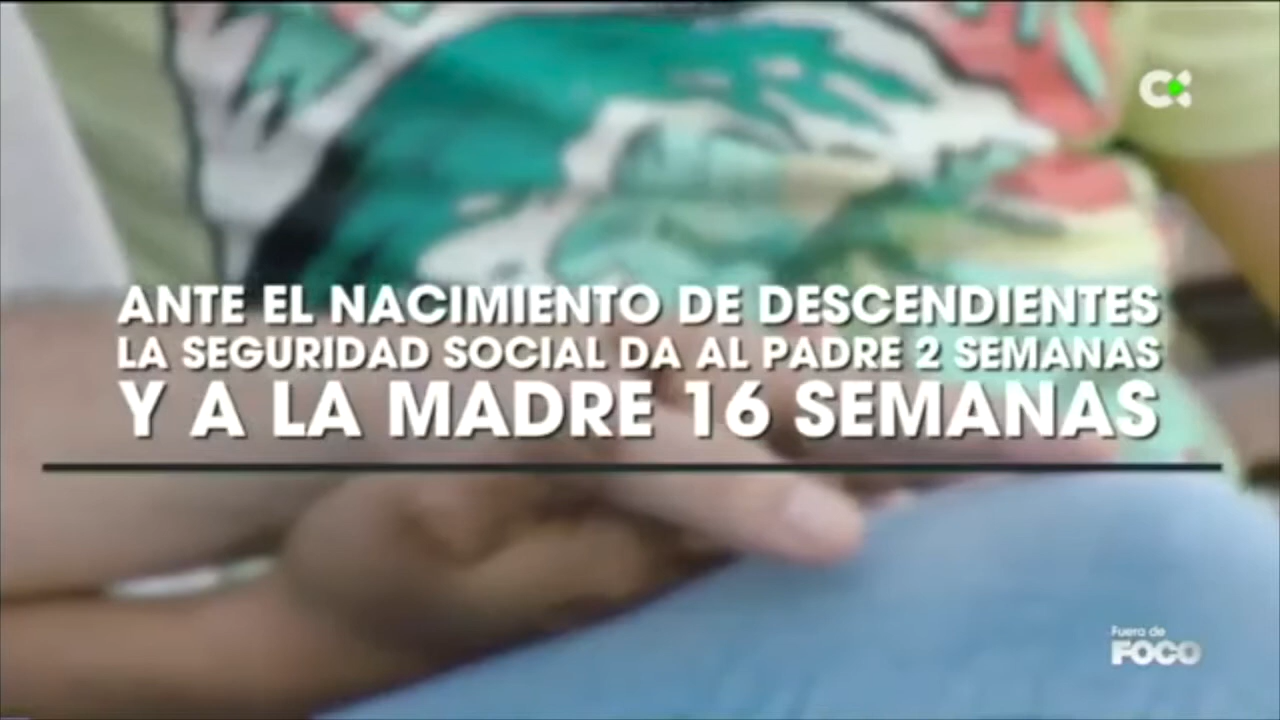 ANTE EL NACIMIENTO DE DESCENDIENTES
LA SEGURIDAD SOCIAL DA AL PADRE 2 SEMANAS
Y A LA MADRE 16 SEMANAS
Fuera de
FOCO